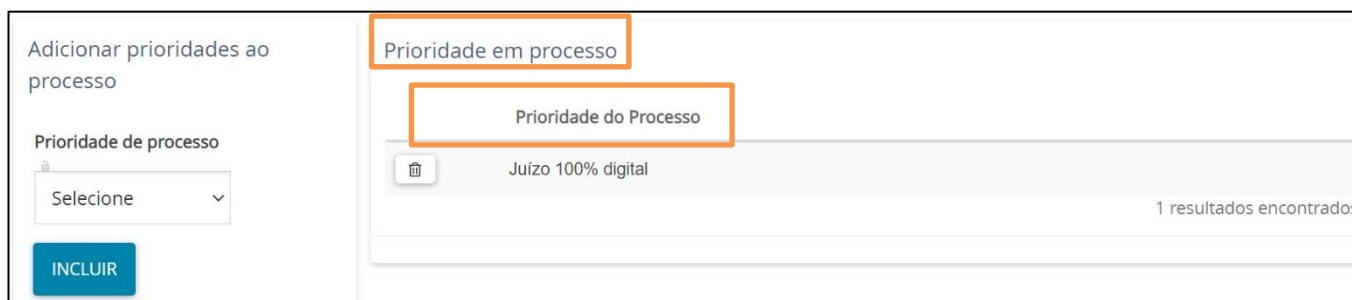 Adicionar prioridades ao
processo
Prioridade de processo
Selecione
INCLUIR
Prioridade em processo
Prioridade do Processo
Juízo 100% digital
1 resultados encontrados